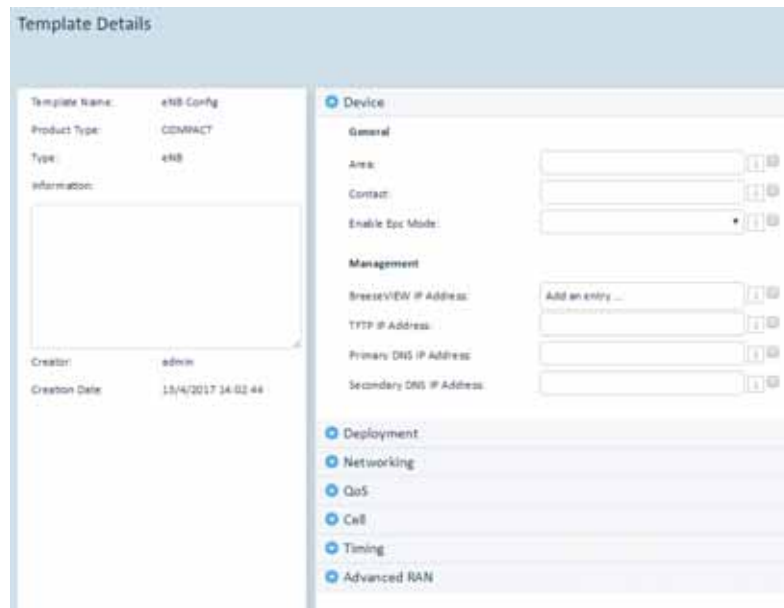 Template Details
Template Name: eNB Config
Product Type: COMPACT
Type: eNB
Information:
Creator: admin
Creation Date 13/4/2017 14:02:44
Device
General
Area:
Contact:
Enable Epc Mode:
Management
BreezeVIEW IP Address: Add an entry ...
TFTP IP Address:
Primary DNS IP Address:
Secondary DNS IP Address:
Deployment
Networking
QoS
Cell
Timing
Advanced RAN